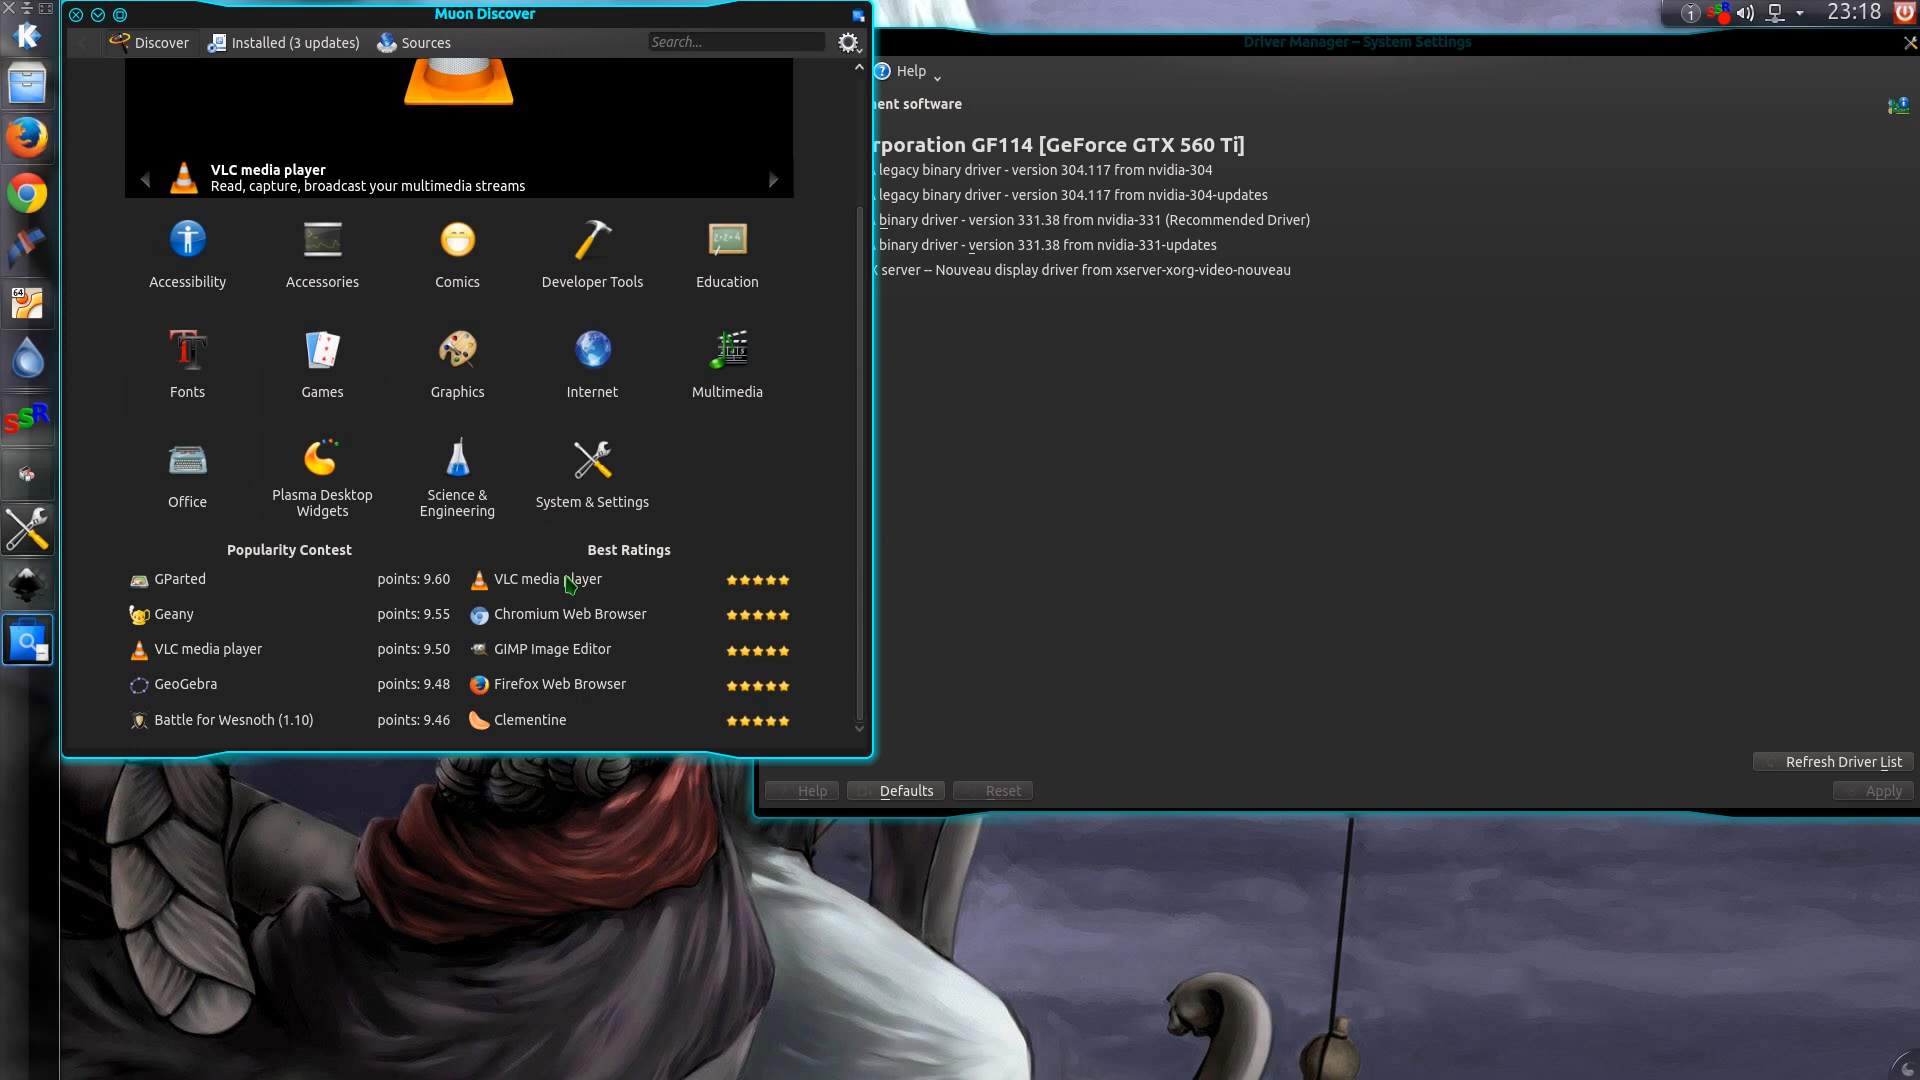 Muon Discover
Discover
Installed (3 updates)
Sources
Search...
VLC media player
Read, capture, broadcast your multimedia streams
Accessibility
Accessories
Comics
Developer Tools
Education
Fonts
Games
Graphics
Internet
Multimedia
Office
Plasma Desktop
Widgets
Science &
Engineering
System & Settings
Popularity Contest
GParted points: 9.60
Geany points: 9.55
VLC media player points: 9.50
GeoGebra points: 9.48
Battle for Wesnoth (1.10) points: 9.46
Best Ratings
VLC media player
Chromium Web Browser
GIMP Image Editor
Firefox Web Browser
Clementine
23:18
Driver Manager – System Settings
Help
ent software
rporation GF114 [GeForce GTX 560 Ti]
legacy binary driver - version 304.117 from nvidia-304
legacy binary driver - version 304.117 from nvidia-304-updates
binary driver - version 331.38 from nvidia-331 (Recommended Driver)
binary driver - version 331.38 from nvidia-331-updates
X server -- Nouveau display driver from xserver-xorg-video-nouveau
Refresh Driver List
Help
Defaults
Reset
Apply
64
SSR